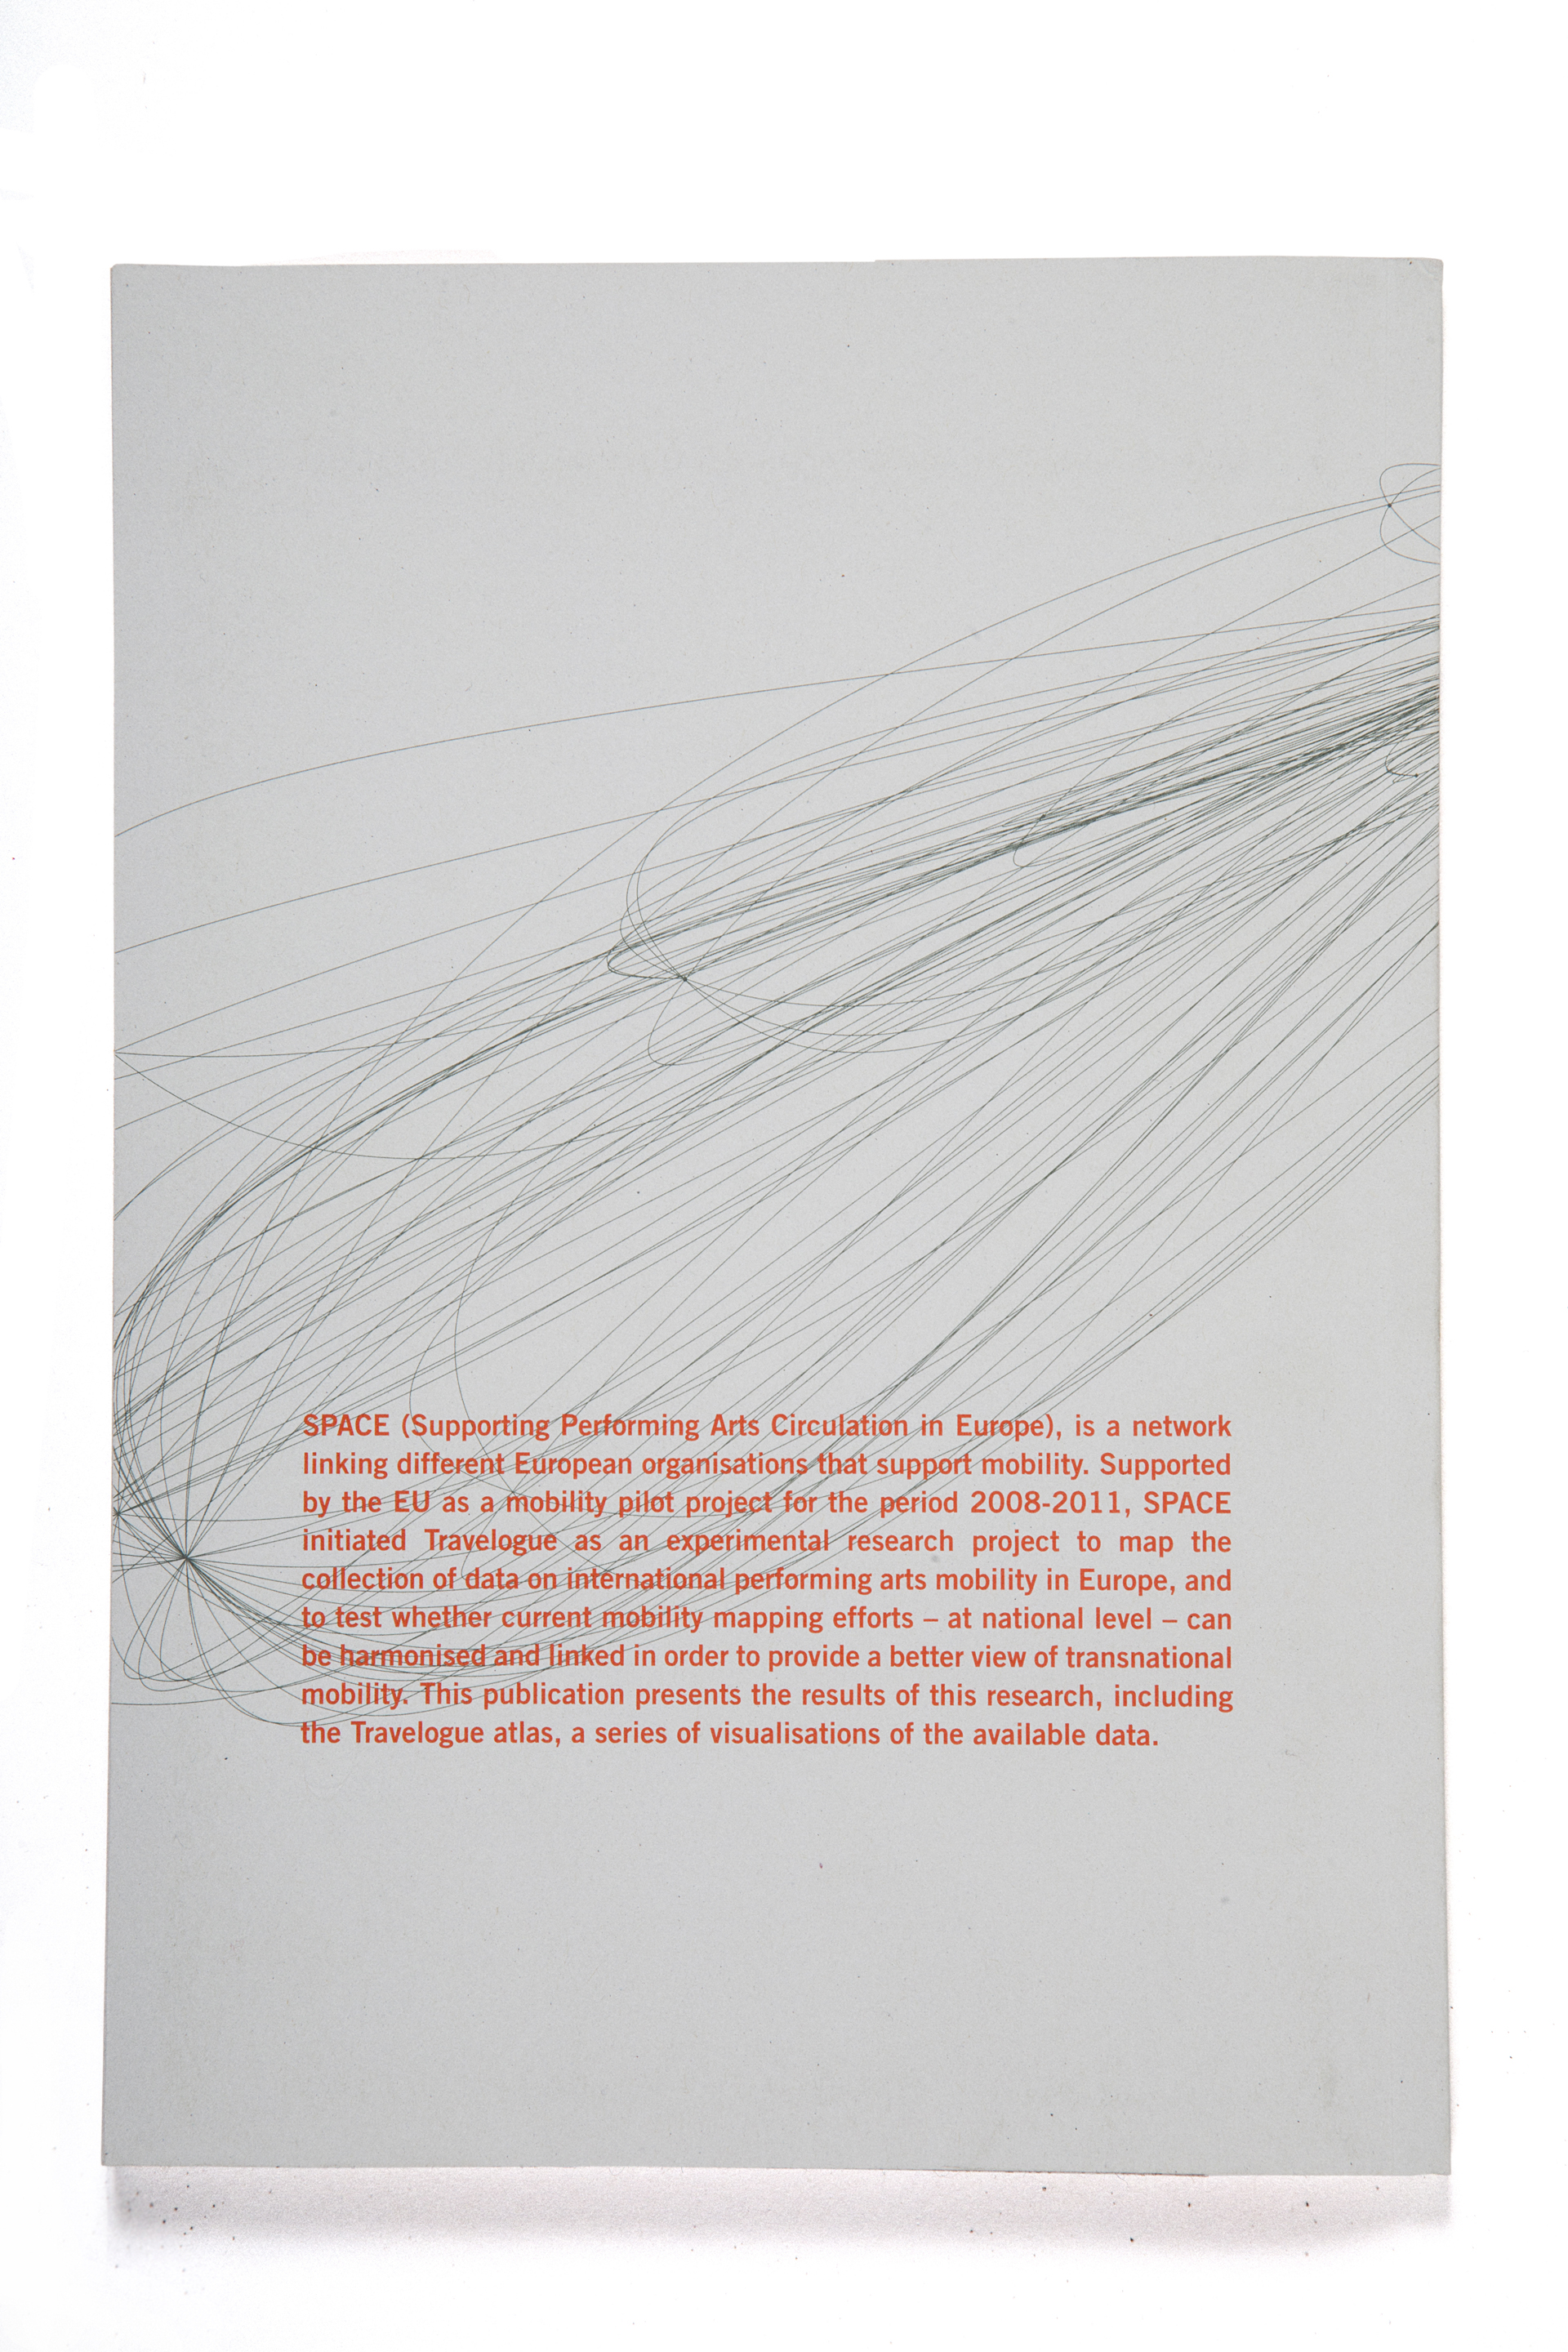 SPACE (Supporting Performing Arts Circulation in Europe), is a network
linking different European organisations that support mobility. Supported
by the EU as a mobility pilot project for the period 2008-2011, SPACE
initiated Travelogue as an experimental research project to map the
collection of data on international performing arts mobility in Europe, and
to test whether current mobility mapping efforts – at national level – can
be harmonised and linked in order to provide a better view of transnational
mobility. This publication presents the results of this research, including
the Travelogue atlas, a series of visualisations of the available data.